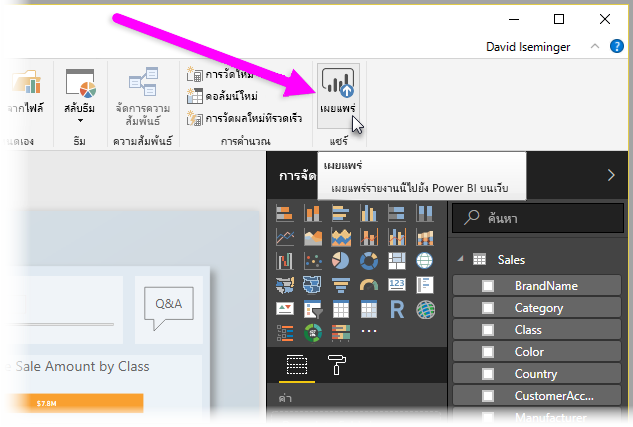 David Iseminger
?
จากไฟล์
สลับธีม
จัดการความ
สัมพันธ์
การวัดใหม่
คอลัมน์ใหม่
การวัดผลใหม่ที่รวดเร็ว
เผยแพร่
ธีม
ความสัมพันธ์
การคำนวณ
แชร์
การจัด
เผยแพร่
เผยแพร่รายงานนี้ไปยัง Power BI บนเว็บ
ค้นหา
Sales
BrandName
Category
Class
Color
Country
CustomerAcc...
Manufacturer
123
R
ค่า
Q&A
Sale Amount by Class
$7.8M